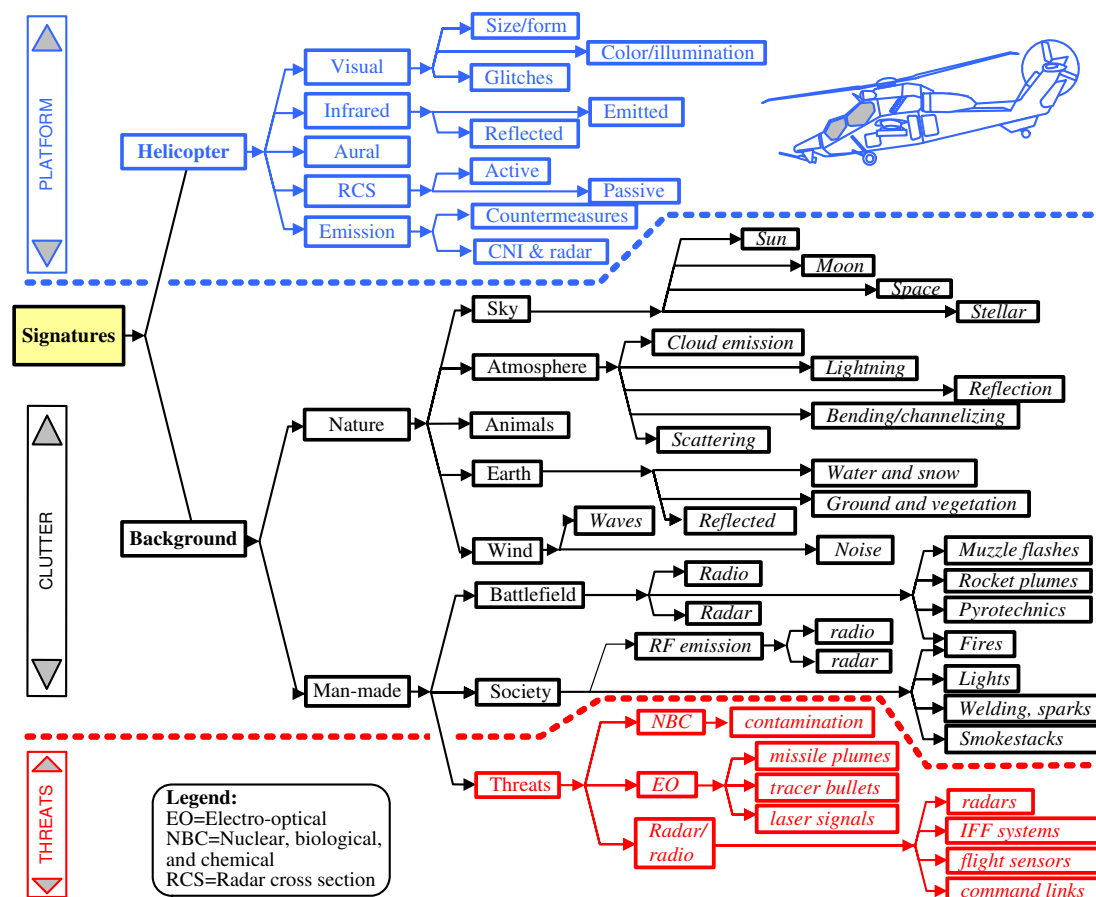 PLATFORM
Helicopter
Visual
Size/form
Color/illumination
Glitches
Infrared
Emitted
Reflected
Aural
RCS
Active
Passive
Emission
Countermeasures
CNI & radar
Signatures
CLUTTER
Background
Nature
Sky
Sun
Moon
Space
Stellar
Atmosphere
Cloud emission
Lightning
Reflection
Bending/channelizing
Scattering
Animals
Earth
Water and snow
Ground and vegetation
Reflected
Wind
Waves
Noise
Man-made
Battlefield
Radio
Radar
Muzzle flashes
Rocket plumes
Pyrotechnics
Fires
Society
RF emission
radio
radar
Lights
Welding, sparks
Smokestacks
THREATS
Threats
NBC
contamination
EO
missile plumes
tracer bullets
laser signals
Radar/
radio
radars
IFF systems
flight sensors
command links
Legend:
EO=Electro-optical
NBC=Nuclear, biological,
and chemical
RCS=Radar cross section